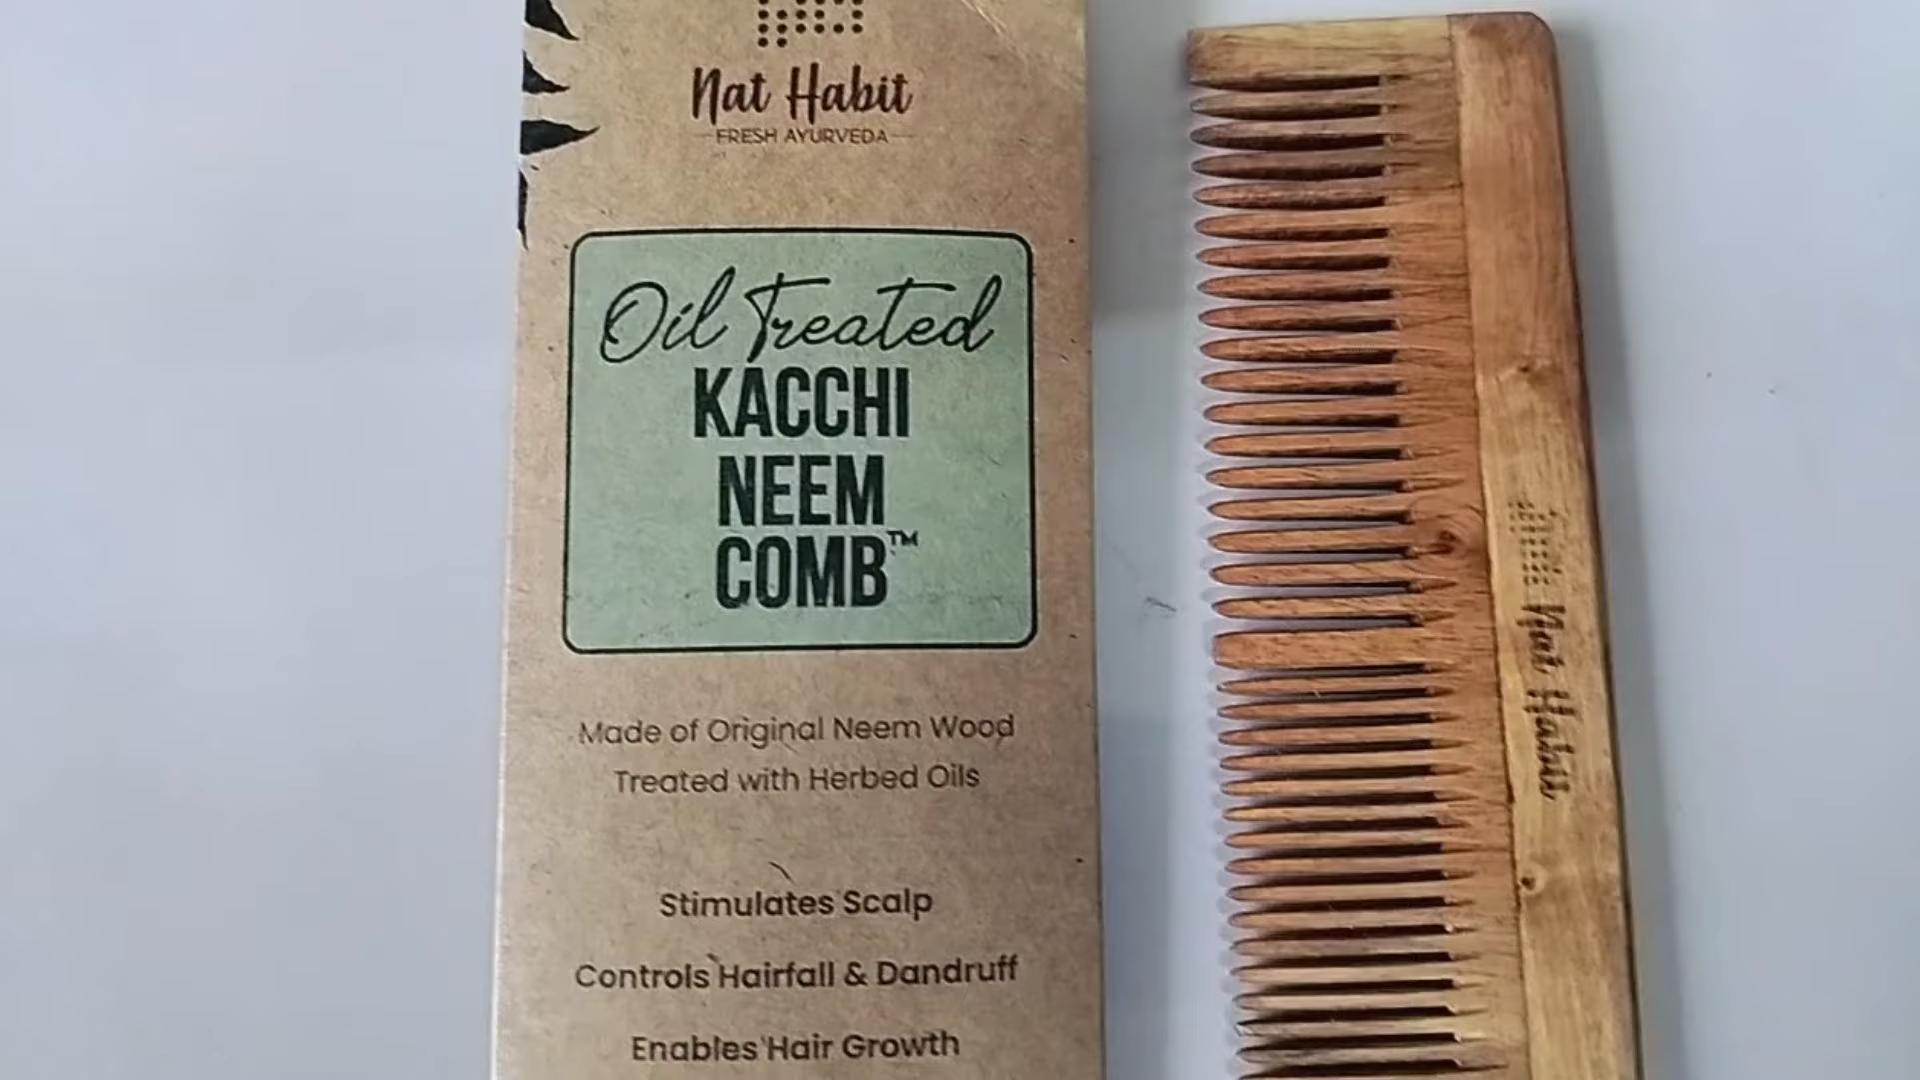 Nat Habit
FRESH AYURVEDA
Oil Treated
KACCHI
NEEM
COMB™
Made of Original Neem Wood
Treated with Herbed Oils
Stimulates Scalp
Controls Hairfall & Dandruff
Enables Hair Growth
Nat Habit